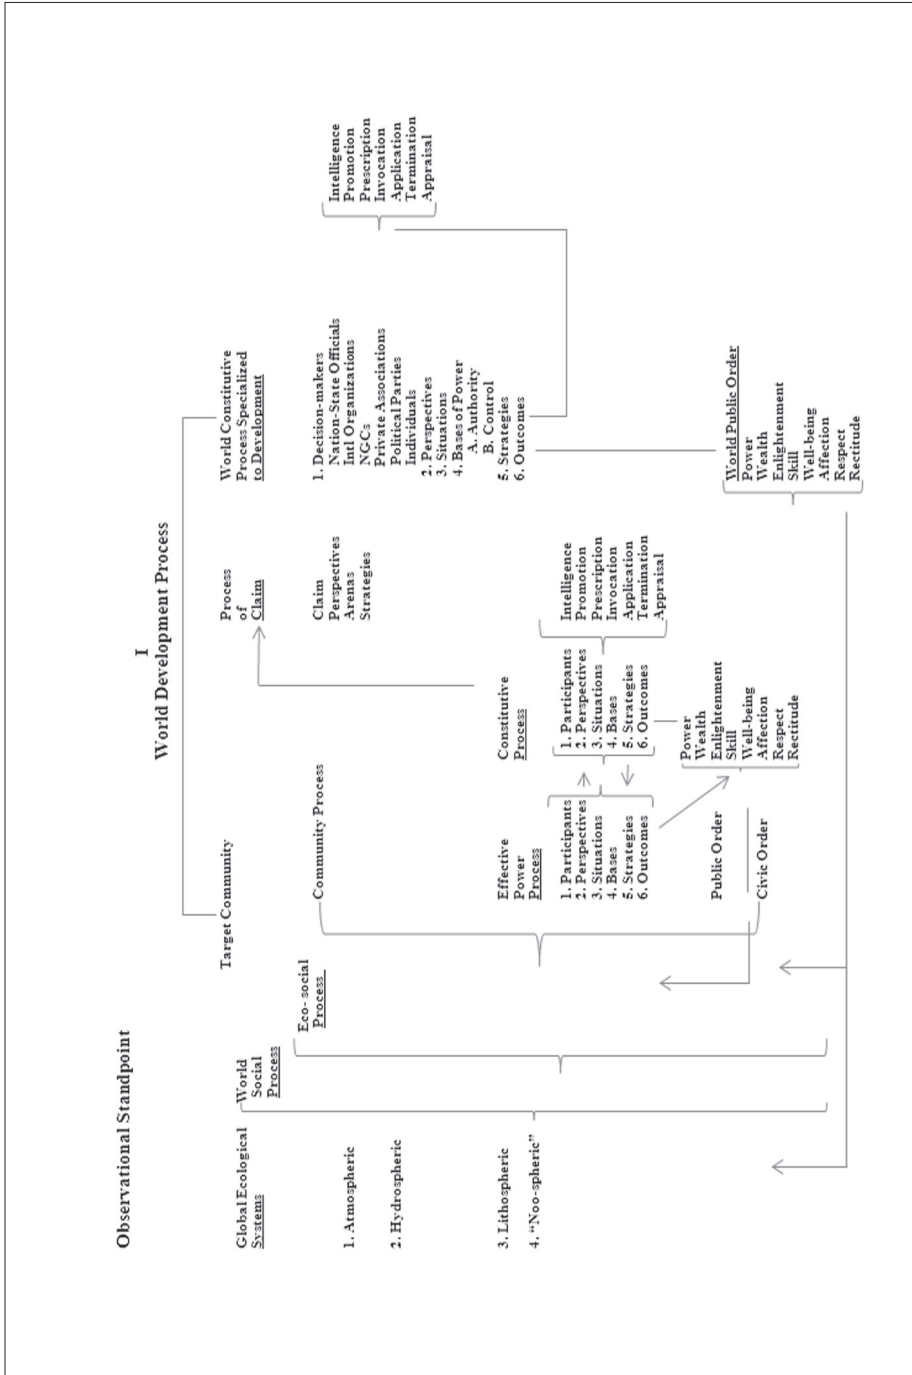 Observational Standpoint
I
World Development Process
Global Ecological
Systems
1. Atmospheric
2. Hydrospheric
3. Lithospheric
4. “Noo-spheric”
World
Social
Process
Eco- social
Process
Target Community
Community Process
Effective
Power
Process
1. Participants
2. Perspectives
3. Situations
4. Bases
5. Strategies
6. Outcomes
Public Order
Civic Order
Constitutive
Process
1. Participants
2. Perspectives
3. Situations
4. Bases
5. Strategies
6. Outcomes
Power
Wealth
Enlightenment
Skill
Well-being
Affection
Respect
Rectitude
Intelligence
Promotion
Prescription
Invocation
Application
Termination
Appraisal
Process
of
Claim
Claim
Perspectives
Arenas
Strategies
World Constitutive
Process Specialized
to Development
1. Decision-makers
Nation-State Officials
Intl Organizations
NGCs
Private Associations
Political Parties
Individuals
2. Perspectives
3. Situations
4. Bases of Power
A. Authority
B. Control
5. Strategies
6. Outcomes
Intelligence
Promotion
Prescription
Invocation
Application
Termination
Appraisal
World Public Order
Power
Wealth
Enlightenment
Skill
Well-being
Affection
Respect
Rectitude